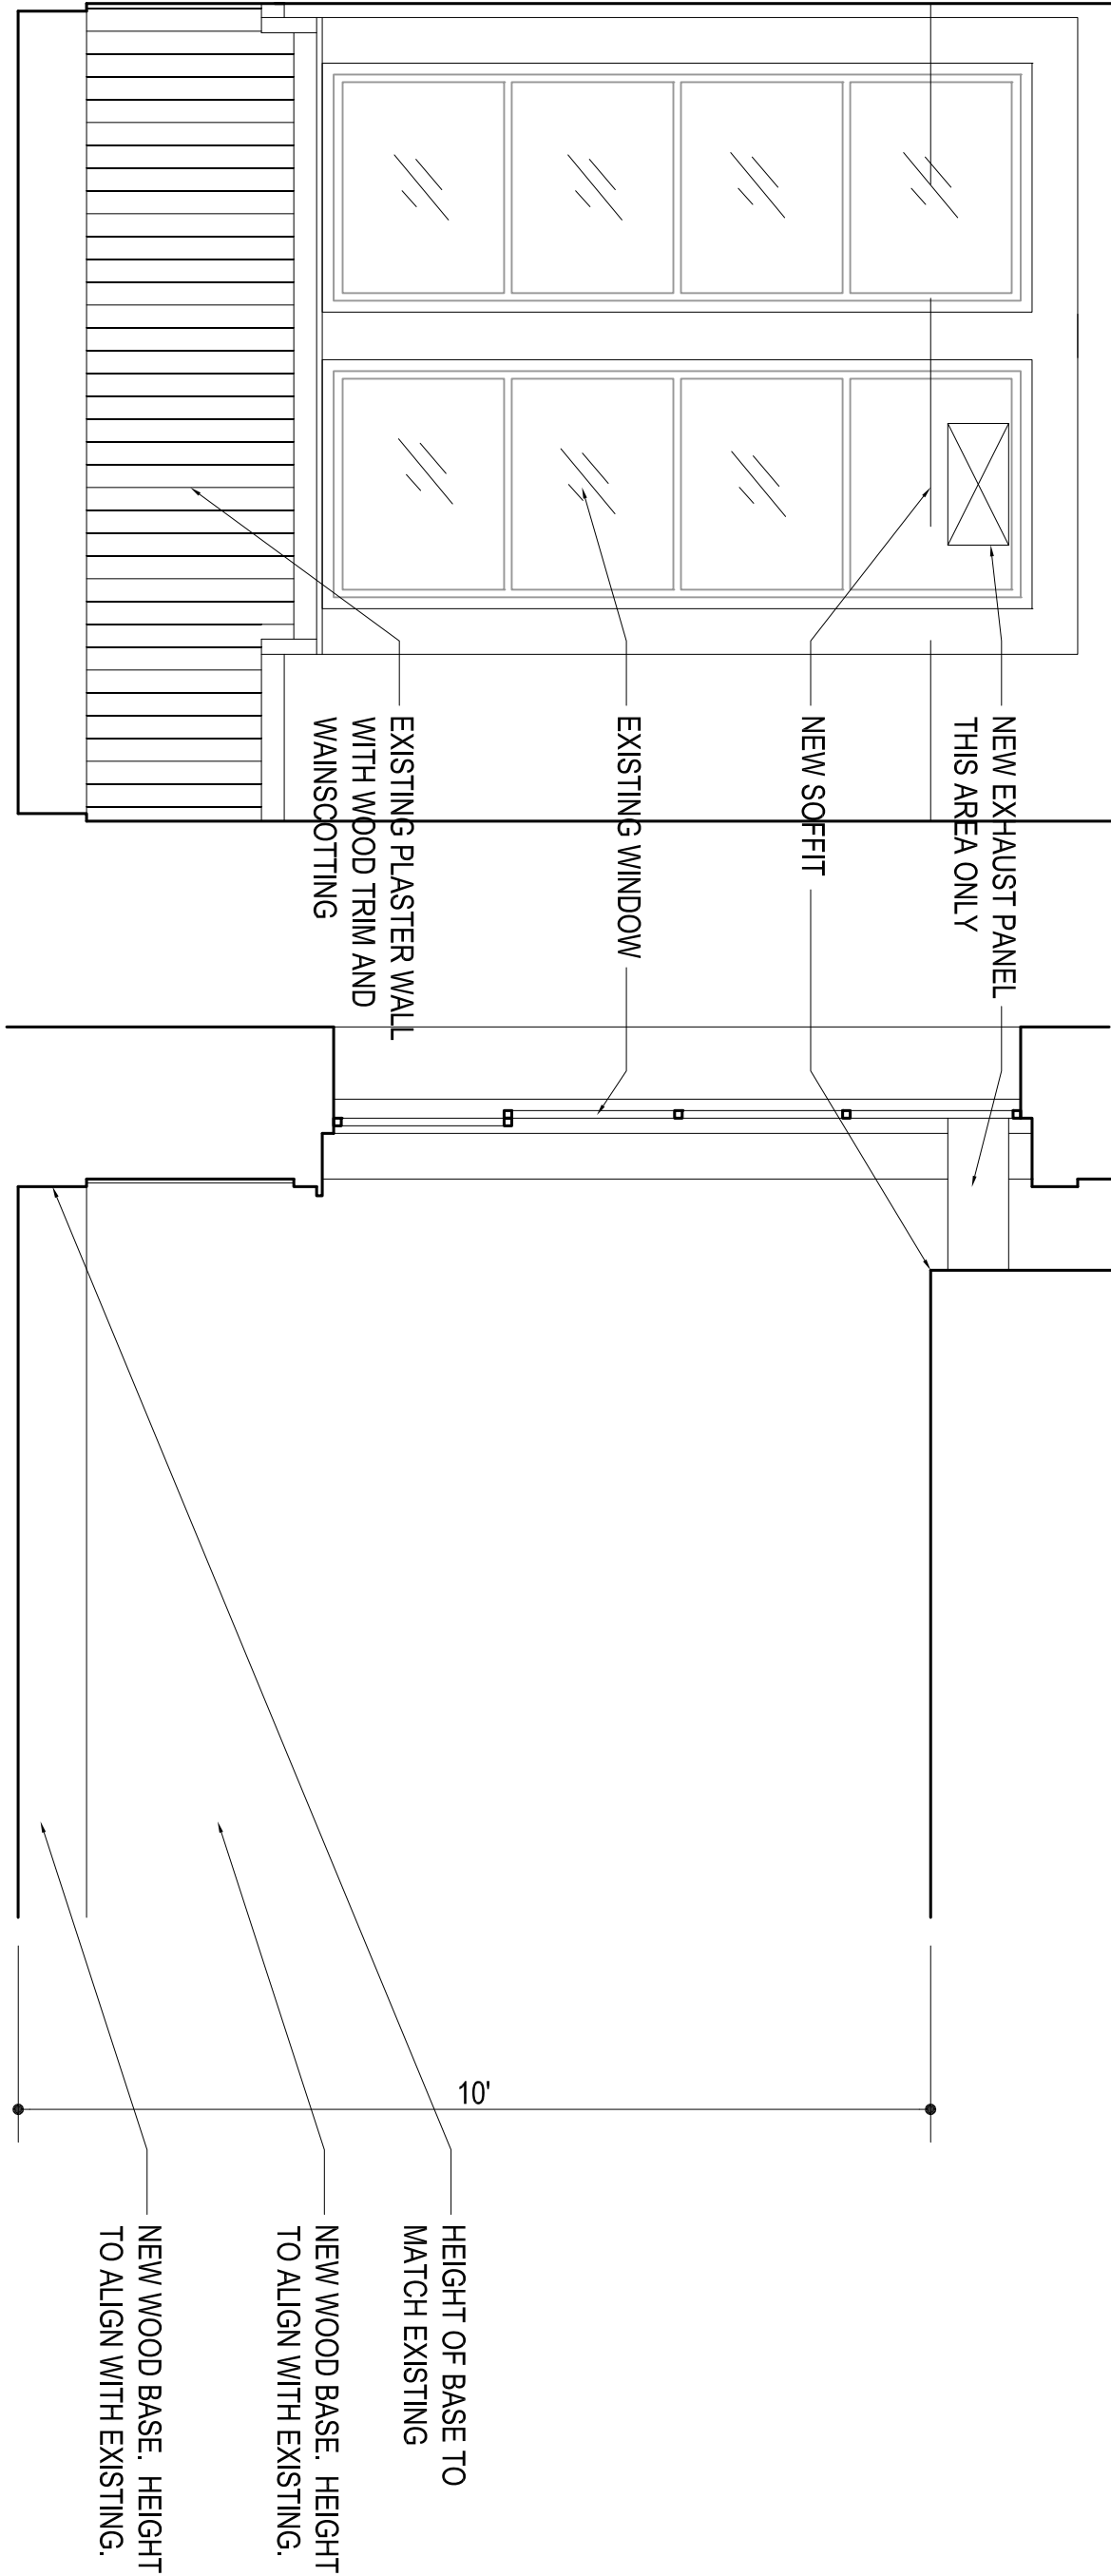 NEW EXHAUST PANEL
THIS AREA ONLY
NEW SOFFIT
EXISTING WINDOW
EXISTING PLASTER WALL
WITH WOOD TRIM AND
WAINSCOTTING
10'
HEIGHT OF BASE TO
MATCH EXISTING
NEW WOOD BASE. HEIGHT
TO ALIGN WITH EXISTING.
NEW WOOD BASE. HEIGHT
TO ALIGN WITH EXISTING.